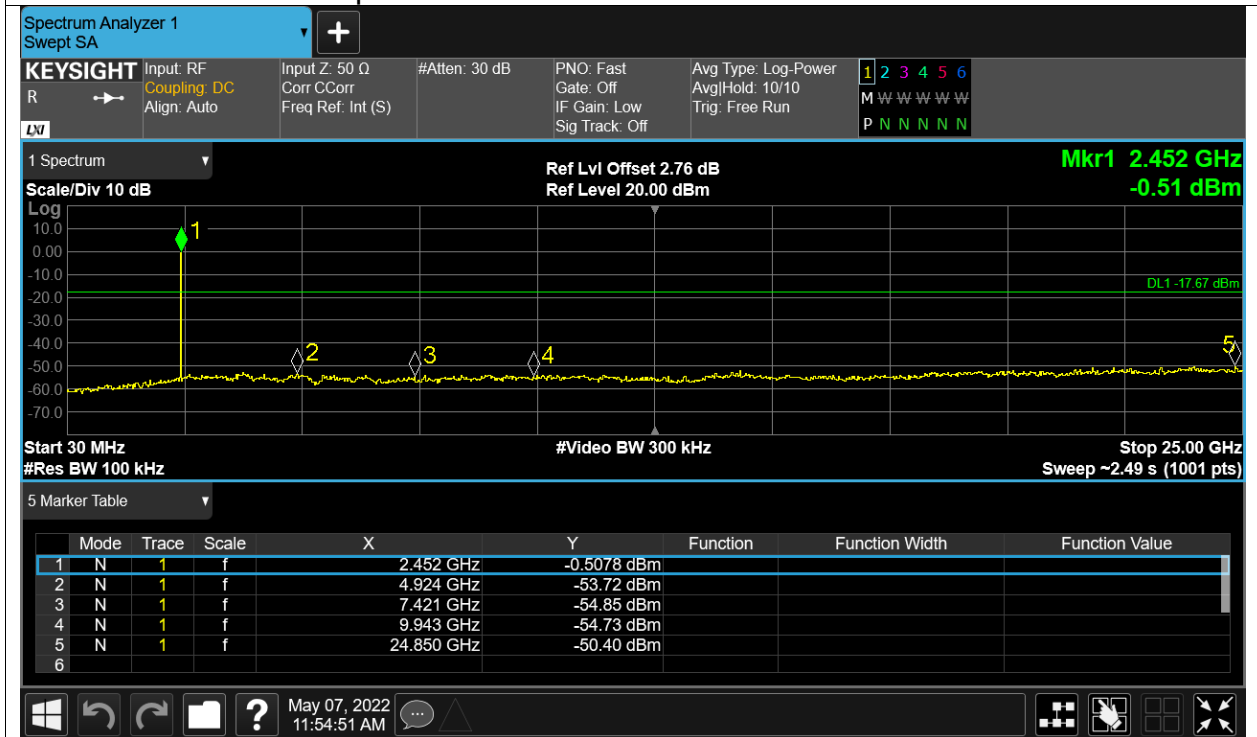 Spectrum Analyzer 1
Swept SA
+
KEYSIGHT Input: RF Input Z: 50 Ω #Atten: 30 dB PNO: Fast Avg Type: Log-Power 1 2 3 4 5 6
R Coupling: DC Corr CCorr Gate: Off Avg|Hold: 10/10 M W W W W W
Align: Auto Freq Ref: Int (S) IF Gain: Low Trig: Free Run P N N N N N N
LXI Sig Track: Off
1 Spectrum Ref Lvl Offset 2.76 dB Mkr1 2.452 GHz
Scale/Div 10 dB Ref Level 20.00 dBm -0.51 dBm
Log
10.0 1
0.00
-10.0
DL1 -17.67 dBm
-20.0
-30.0
-40.0
2 3 4 5
-50.0
-60.0
-70.0
Start 30 MHz #Video BW 300 kHz Stop 25.00 GHz
#Res BW 100 kHz Sweep ~2.49 s (1001 pts)
5 Marker Table
Mode Trace Scale X Y Function Function Width Function Value
1 N 1 f 2.452 GHz -0.5078 dBm
2 N 1 f 4.924 GHz -53.72 dBm
3 N 1 f 7.421 GHz -54.85 dBm
4 N 1 f 9.943 GHz -54.73 dBm
5 N 1 f 24.850 GHz -50.40 dBm
6
? May 07, 2022
11:54:51 AM